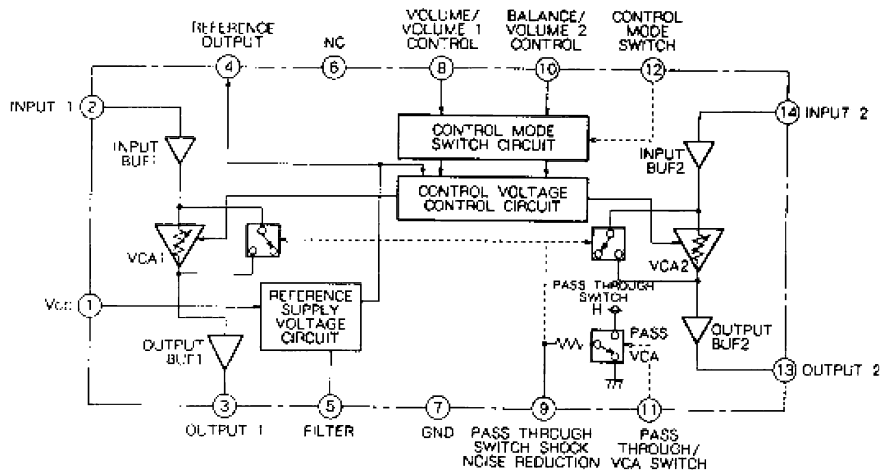 REFERENCE
OUTPUT
NC
VOLUME/
VOLUME 1
CONTROL
BALANCE/
VOLUME 2
CONTROL
CONTROL
MODE
SWITCH
4
6
8
10
12
INPUT 1
2
14
INPUT 2
INPUT
BUF1
CONTROL MODE
SWITCH CIRCUIT
INPUT
BUF2
CONTROL VOLTAGE
CONTROL CIRCUIT
VCA1
VCA2
Vcc
1
REFERENCE
SUPPLY
VOLTAGE
CIRCUIT
PASS THROUGH
SWITCH
H
PASS
VCA
OUTPUT
BUF1
OUTPUT
BUF2
13
OUTPUT 2
3
5
7
9
11
OUTPUT 1
FILTER
GND
PASS THROUGH
SWITCH SHOCK
NOISE REDUCTION
PASS
THROUGH/
VCA SWITCH